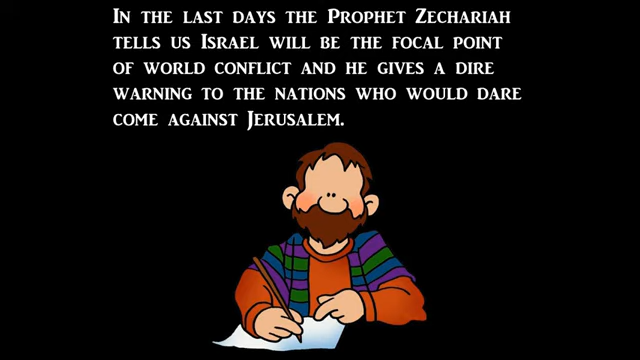 In the last days the Prophet Zechariah
tells us Israel will be the focal point
of world conflict and he gives a dire
warning to the nations who would dare
come against Jerusalem.